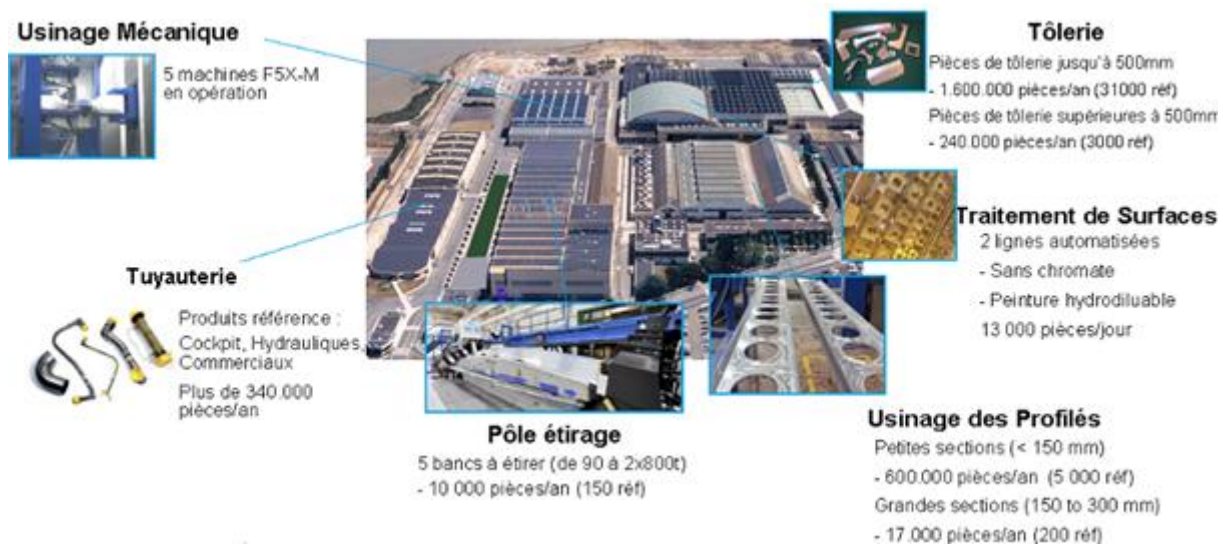 Usinage Mécanique
5 machines F5X-M
en opération
Tôlerie
Pièces de tôlerie jusqu'à 500mm
- 1.600.000 pièces/an (31000 réf)
Pièces de tôlerie supérieures à 500mm
- 240.000 pièces/an (3000 réf)
Traitement de Surfaces
2 lignes automatisées
- Sans chromate
- Peinture hydrodiluable
13 000 pièces/jour
Tuyauterie
Produits référence :
Cockpit, Hydrauliques,
Commerciaux
Plus de 340.000
pièces/an
Pôle étirage
5 bancs à étirer (de 90 à 2x800t)
- 10 000 pièces/an (150 réf)
Usinage des Profilés
Petites sections (< 150 mm)
- 600.000 pièces/an (5 000 réf)
Grandes sections (150 to 300 mm)
- 17.000 pièces/an (200 réf)